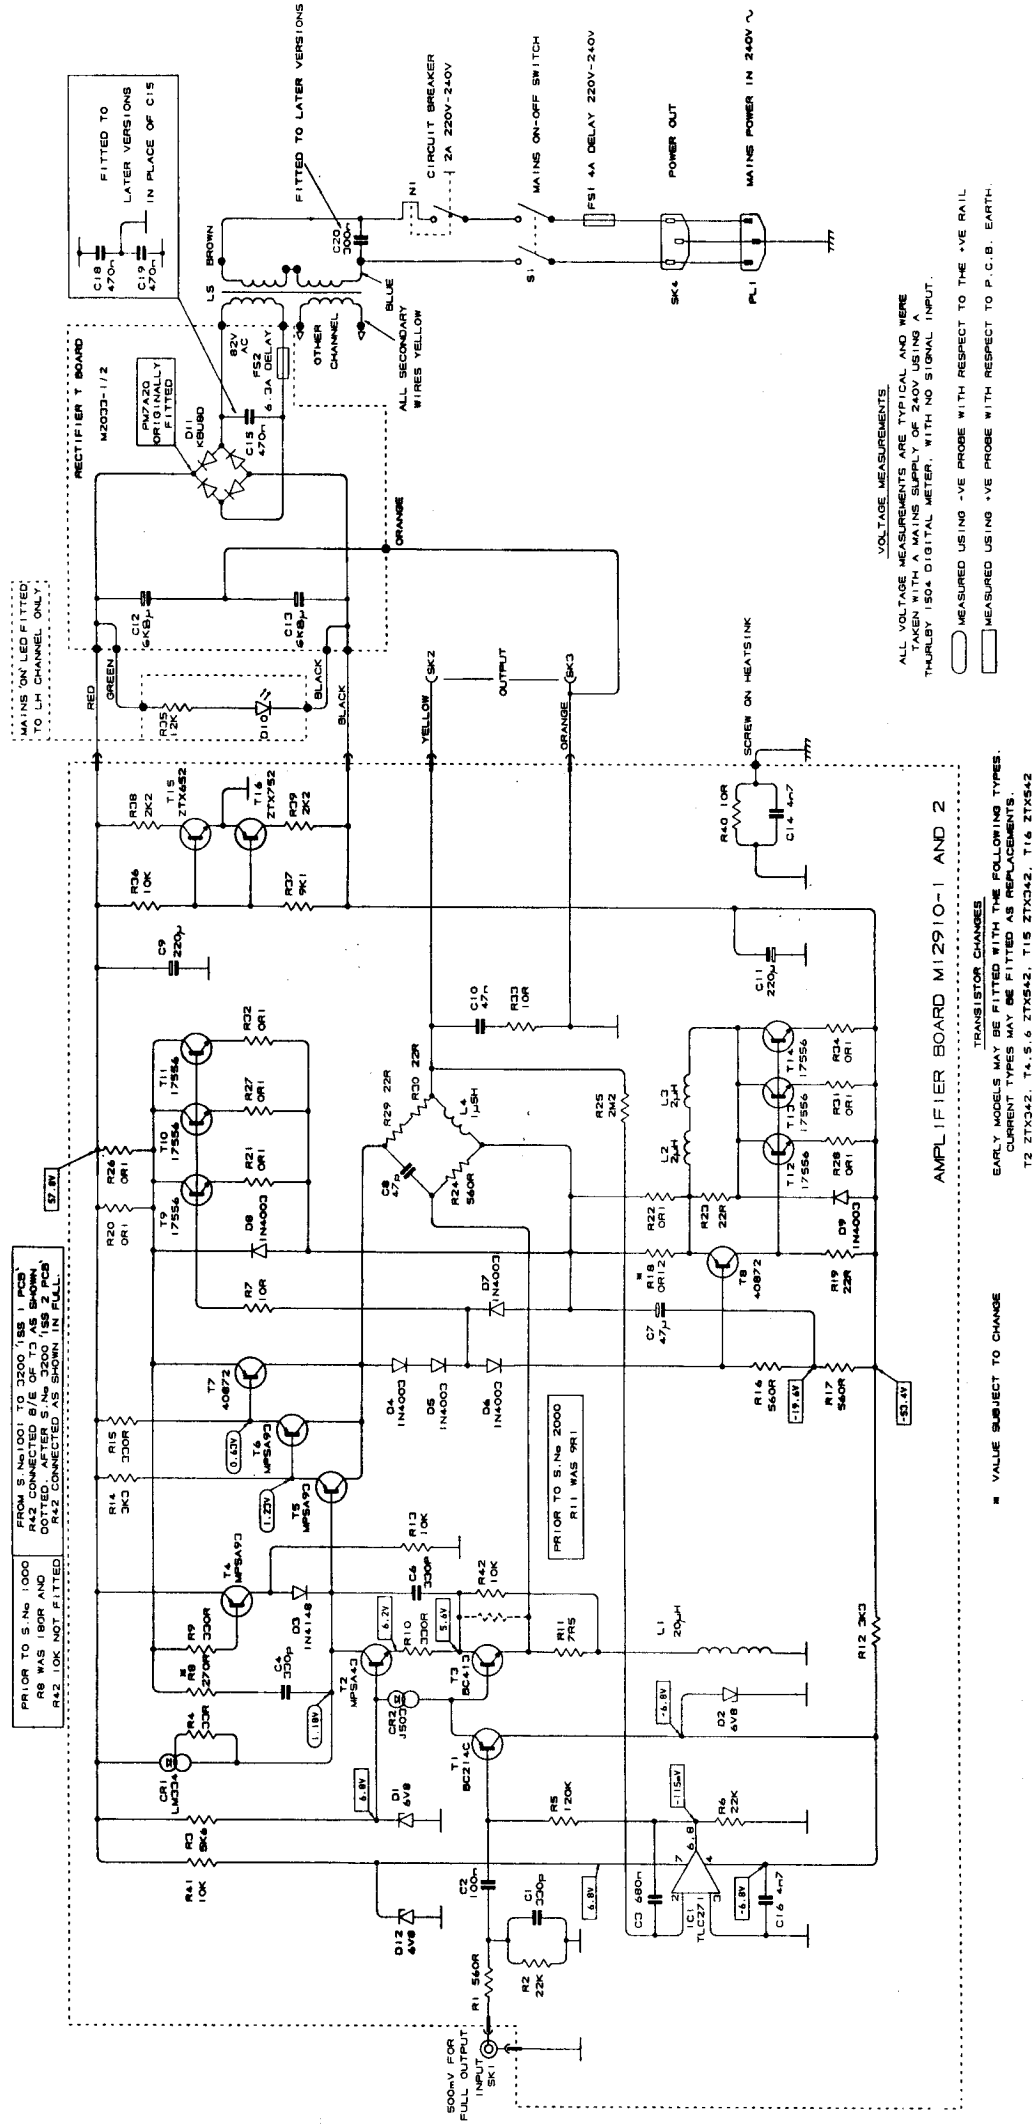 PRIOR TO S.No 1000
R8 WAS 180R AND
R42 10K NOT FITTED
FROM S.No1001 TO 3200 'ISS 1 PCB'
R42 CONNECTED B/E OF T3 AS SHOWN
DOTTED. AFTER S.No 3200 'ISS 2 PCB'
R42 CONNECTED AS SHOWN IN FULL.
MAINS 'ON' LED FITTED
TO LH CHANNEL ONLY
500mV FOR
FULL OUTPUT
INPUT
SK1
R1 560R
R2
22K
C1
330p
C2
100n
R41
10K
D12
6V8
R3
5K6
D1
6V8
6.8V
CR1
LM334
R4
33R
R8
270R
*
R9
330R
C4
330p
1.18V
T4
MPSA93
D3
1N4148
R13
10K
T2
MPSA43
6.2V
R10
330R
CR2
J503
C6
330P
5.6V
R42
10K
T3
BC413
T1
BC214C
R11
7R5
L1
20μH
PRIOR TO S.No 2000
R11 WAS 9R1
R5
120K
R6
22K
-115mV
C3 680n
IC1
TLC271
2
3
7
4
6.8
6.8V
-6.8V
C16 4n7
-6.8V
D2
6V8
R12 3K3
R14
3K3
R15
330R
T5
MPSA93
T6
MPSA93
1.23V
0.63V
T7
40872
D4
1N4003
D5
1N4003
D6
1N4003
D7
1N4003
R7
10R
D8
1N4003
R16
560R
R17
560R
-19.6V
-53.4V
C7
47μ
R18
0R12
*
R19
22R
T8
40872
R20
0R1
R26
0R1
57.8V
T9
17556
T10
17556
T11
17556
R21
0R1
R27
0R1
R32
0R1
C8
47P
R29 22R
R30 22R
R24
560R
L4
1μ5H
R22
0R1
R23
22R
L2
2μH
L3
2μH
R25
2M2
T12
17556
T13
17556
T14
17556
D9
1N4003
R28
0R1
R31
0R1
R34
0R1
C9
220μ
C10
47n
R33
10R
C11
220μ
R36
10K
R37
9K1
R38
2K2
R39
2K2
T15
ZTX652
T16
ZTX752
R40 10R
C14 4n7
SCREW ON HEATSINK
YELLOW
SK2
OUTPUT
SK3
ORANGE
RED
GREEN
R35
12K
D10
BLACK
BLACK
C12
6K8μ
C13
6K8μ
ORANGE
RECTIFIER T BOARD
M2033-1/2
PM7A2Q
ORIGINALLY
FITTED
D11
KBU8D
C15
470n
82V
AC
FS2
6.3A DELAY
OTHER
CHANNEL
ALL SECONDARY
WIRES YELLOW
LS
BROWN
BLUE
C18
470n
C19
470n
FITTED TO
LATER VERSIONS
IN PLACE OF C15
C20
300n
FITTED TO LATER VERSIONS
N1
CIRCUIT BREAKER
2A 220V-240V
S1
MAINS ON-OFF SWITCH
FS1 4A DELAY 220V-240V
SK4
POWER OUT
PL1
MAINS POWER IN 240V ~
AMPLIFIER BOARD M12910-1 AND 2
VOLTAGE MEASUREMENTS
ALL VOLTAGE MEASUREMENTS ARE TYPICAL AND WERE
TAKEN WITH A MAINS SUPPLY OF 240V USING A
THURLBY 1504 DIGITAL METER, WITH NO SIGNAL INPUT.
MEASURED USING -VE PROBE WITH RESPECT TO THE +VE RAIL
MEASURED USING +VE PROBE WITH RESPECT TO P.C.B. EARTH.
TRANSISTOR CHANGES
EARLY MODELS MAY BE FITTED WITH THE FOLLOWING TYPES.
CURRENT TYPES MAY BE FITTED AS REPLACEMENTS.
T2 ZTX342, T4.5.6 ZTX542, T15 ZTX342, T16 ZTX542
* VALUE SUBJECT TO CHANGE